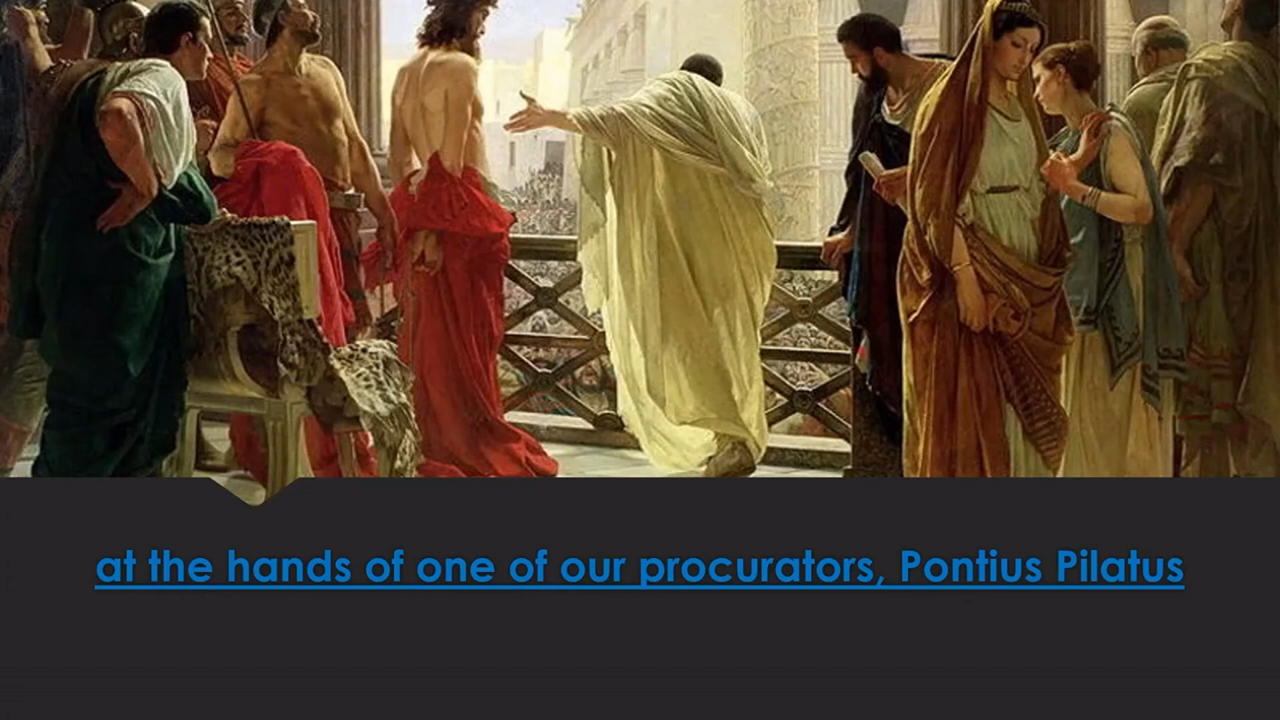 at the hands of one of our procurators, Pontius Pilatus